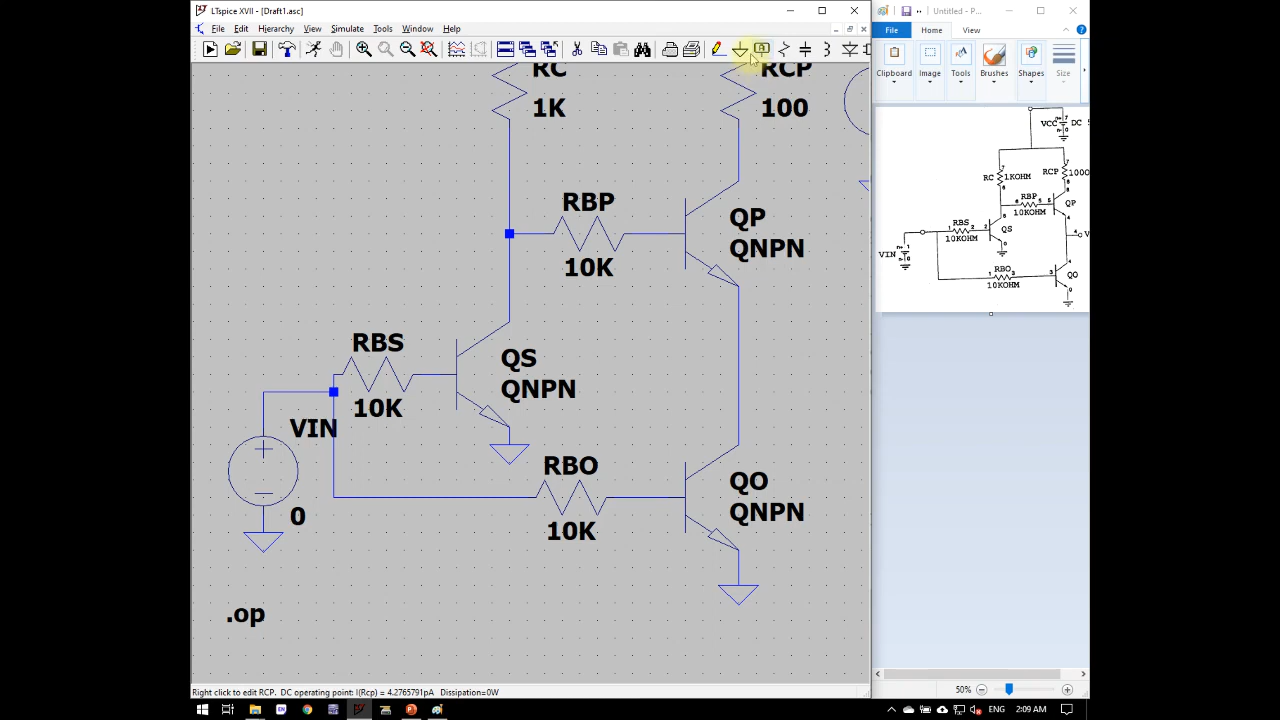 LTspice XVII - [Draft1.asc]
File Edit Hierarchy View Simulate Tools Window Help
RC
1K
RCP
100
RBP
10K
QP
QNPN
RBS
10K
QS
QNPN
VIN
0
RBO
10K
QO
QNPN
.op
Right click to edit RCP. DC operating point: I(Rcp) = 4.2765791pA Dissipation=0W
Untitled - P...
File Home View
Clipboard Image Tools Brushes Shapes Size
VCC DC
RC 1KOHM
RCP 100O
RBP
10KOHM
QP
RBS
10KOHM
QS
VIN
RBO
10KOHM
QO
50%
ENG 2:09 AM